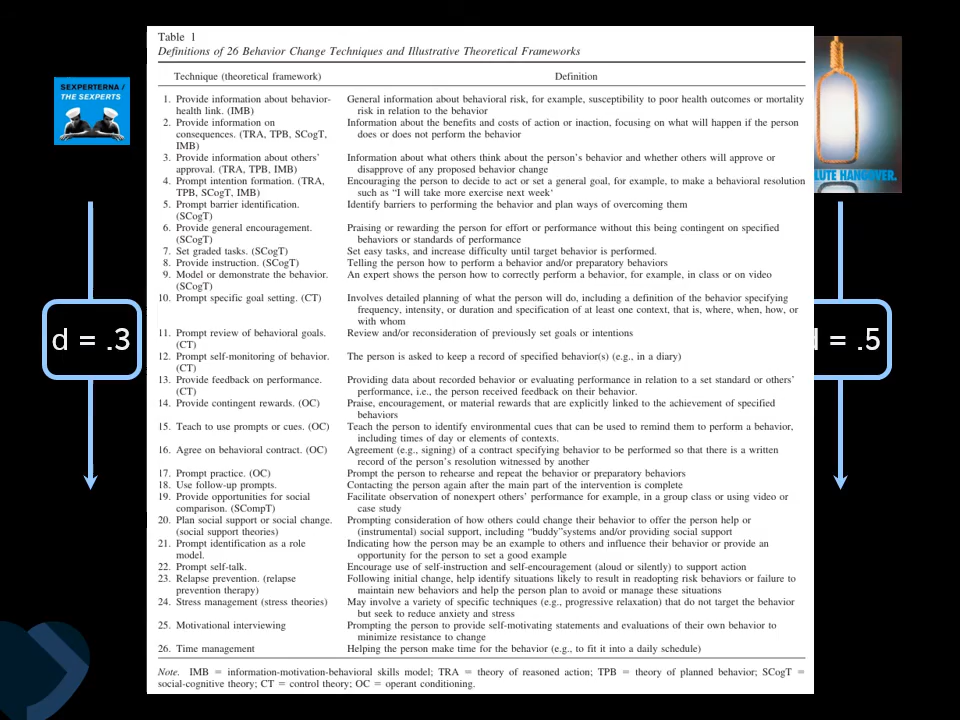 Table 1
Definitions of 26 Behavior Change Techniques and Illustrative Theoretical Frameworks
Technique (theoretical framework) Definition
1. Provide information about behavior- General information about behavioral risk, for example, susceptibility to poor health outcomes or mortality
health link. (IMB) risk in relation to the behavior
2. Provide information on Information about the benefits and costs of action or inaction, focusing on what will happen if the person
consequences. (TRA, TPB, SCogT, does or does not perform the behavior
IMB)
3. Provide information about others' Information about what others think about the person's behavior and whether others will approve or
approval. (TRA, TPB, IMB) disapprove of any proposed behavior change
4. Prompt intention formation. (TRA, Encouraging the person to decide to act or set a general goal, for example, to make a behavioral resolution
TPB, SCogT, IMB) such as "I will take more exercise next week'
5. Prompt barrier identification. Identify barriers to performing the behavior and plan ways of overcoming them
(SCogT)
6. Provide general encouragement. Praising or rewarding the person for effort or performance without this being contingent on specified
(SCogT) behaviors or standards of performance
7. Set graded tasks. (SCogT) Set easy tasks, and increase difficulty until target behavior is performed.
8. Provide instruction. (SCogT) Telling the person how to perform a behavior and/or preparatory behaviors
9. Model or demonstrate the behavior. An expert shows the person how to correctly perform a behavior, for example, in class or on video
(SCogT)
10. Prompt specific goal setting. (CT) Involves detailed planning of what the person will do, including a definition of the behavior specifying
frequency, intensity, or duration and specification of at least one context, that is, where, when, how, or
with whom
11. Prompt review of behavioral goals. Review and/or reconsideration of previously set goals or intentions
(CT)
12. Prompt self-monitoring of behavior. The person is asked to keep a record of specified behavior(s) (e.g., in a diary)
(CT)
13. Provide feedback on performance. Providing data about recorded behavior or evaluating performance in relation to a set standard or others'
(CT) performance, i.e., the person received feedback on their behavior.
14. Provide contingent rewards. (OC) Praise, encouragement, or material rewards that are explicitly linked to the achievement of specified
behaviors
15. Teach to use prompts or cues. (OC) Teach the person to identify environmental cues that can be used to remind them to perform a behavior,
including times of day or elements of contexts.
16. Agree on behavioral contract. (OC) Agreement (e.g., signing) of a contract specifying behavior to be performed so that there is a written
record of the person's resolution witnessed by another
17. Prompt practice. (OC) Prompt the person to rehearse and repeat the behavior or preparatory behaviors
18. Use follow-up prompts. Contacting the person again after the main part of the intervention is complete
19. Provide opportunities for social Facilitate observation of nonexpert others' performance for example, in a group class or using video or
comparison. (SCompT) case study
20. Plan social support or social change. Prompting consideration of how others could change their behavior to offer the person help or
(social support theories) (instrumental) social support, including "buddy"systems and/or providing social support
21. Prompt identification as a role Indicating how the person may be an example to others and influence their behavior or provide an
model. opportunity for the person to set a good example
22. Prompt self-talk. Encourage use of self-instruction and self-encouragement (aloud or silently) to support action
23. Relapse prevention. (relapse Following initial change, help identify situations likely to result in readopting risk behaviors or failure to
prevention therapy) maintain new behaviors and help the person plan to avoid or manage these situations
24. Stress management (stress theories) May involve a variety of specific techniques (e.g., progressive relaxation) that do not target the behavior
but seek to reduce anxiety and stress
25. Motivational interviewing Prompting the person to provide self-motivating statements and evaluations of their own behavior to
minimize resistance to change
26. Time management Helping the person make time for the behavior (e.g., to fit it into a daily schedule)
Note. IMB = information-motivation-behavioral skills model; TRA = theory of reasoned action; TPB = theory of planned behavior; SCogT =
social-cognitive theory; CT = control theory; OC = operant conditioning.
SEXPERTERNA /
THE SEXPERTS
d = .3
LUTE HANGOVER.
d = .5